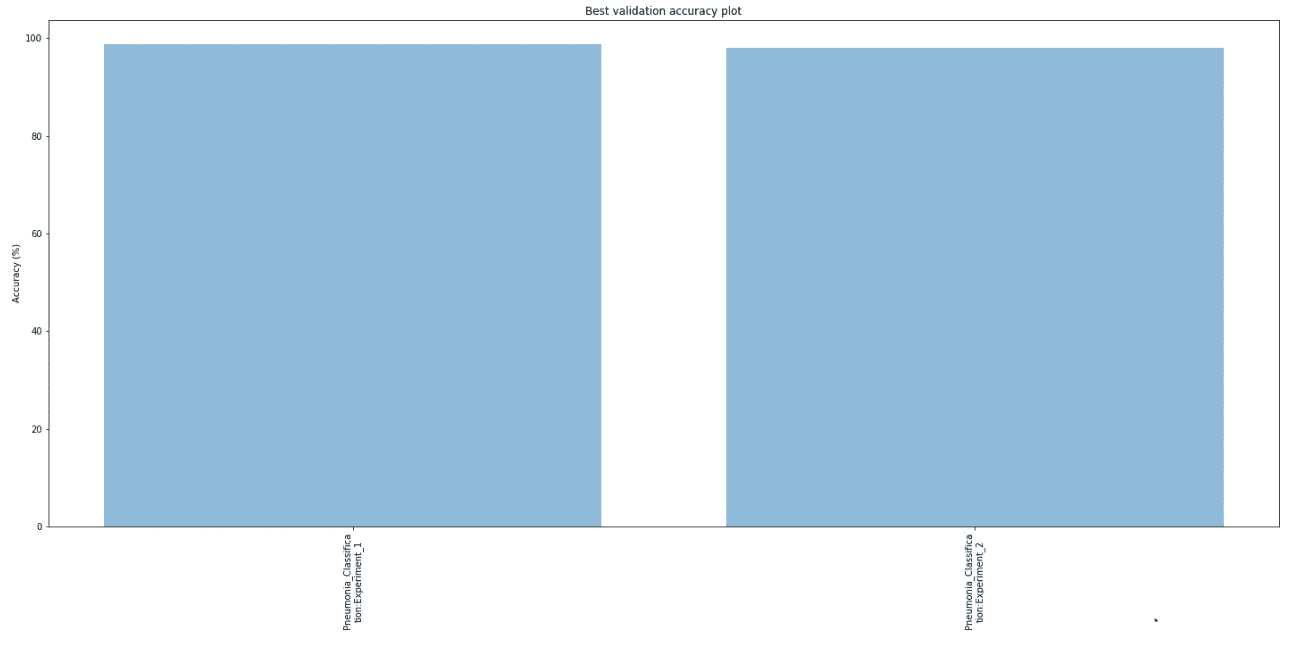 Best validation accuracy plot
100
80
60
40
20
0
Accuracy (%)
Pneumonia_Classifica
tion:Experiment_1
Pneumonia_Classifica
tion:Experiment_2